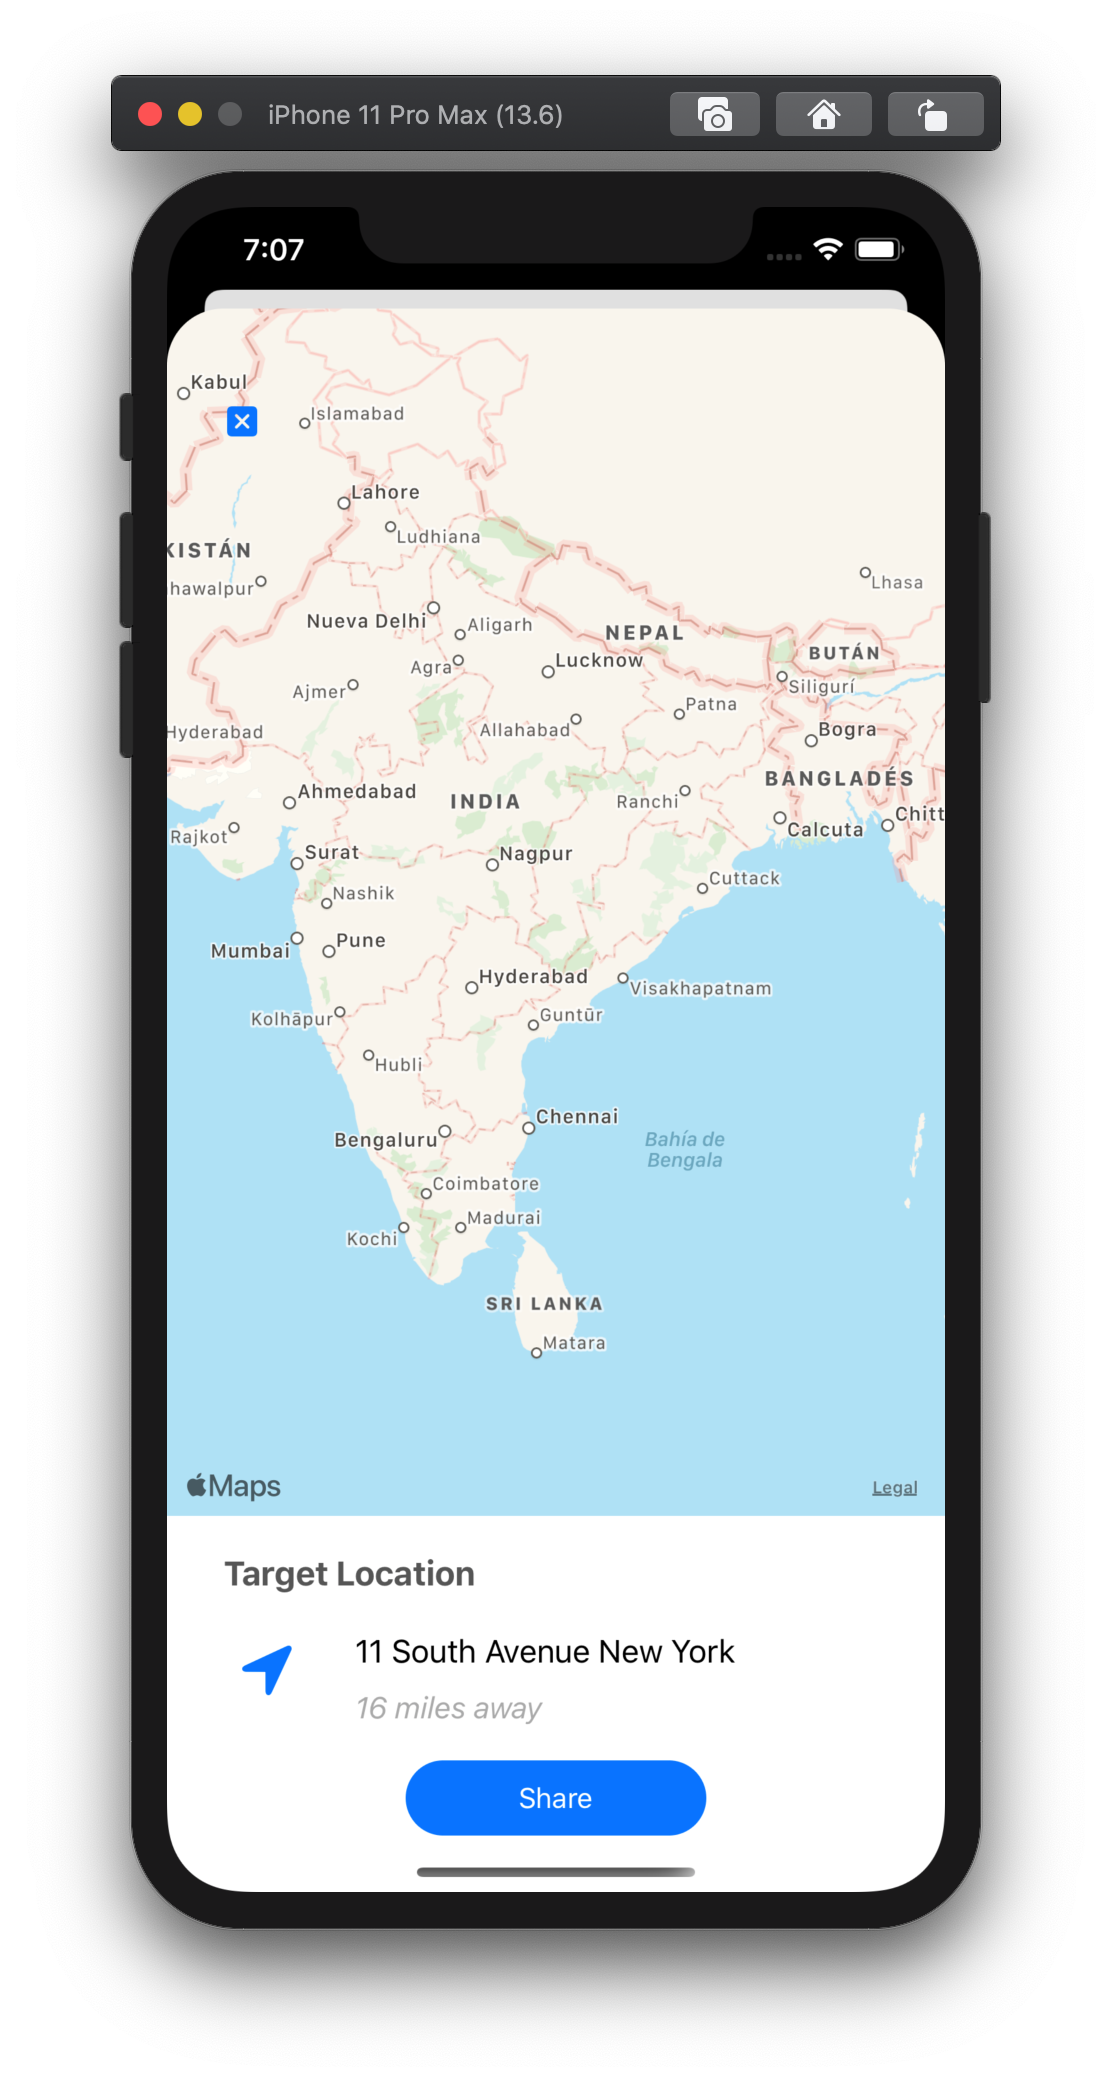 iPhone 11 Pro Max (13.6)
7:07
Kabul
Islamabad
Lahore
Ludhiana
KISTÁN
hawalpur
Lhasa
Nueva Delhi
Aligarh
NEPAL
BUTÁN
Agra
Lucknow
Siligurí
Ajmer
Patna
Hyderabad
Allahabad
Bogra
BANGLADÉS
Ahmedabad
INDIA
Ranchi
Chitt
Rajkot
Calcuta
Surat
Nagpur
Nashik
Cuttack
Mumbai
Pune
Hyderabad
Visakhapatnam
Kolhāpur
Guntūr
Hubli
Chennai
Bengaluru
Bahía de
Bengala
Coimbatore
Madurai
Kochi
SRI LANKA
Matara
Maps
Legal
Target Location
11 South Avenue New York
16 miles away
Share